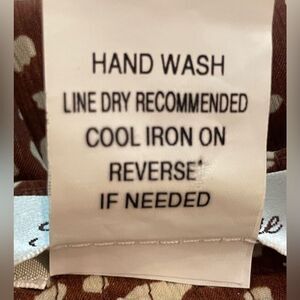 HAND WASH
LINE DRY RECOMMENDED
COOL IRON ON
REVERSE*
IF NEEDED